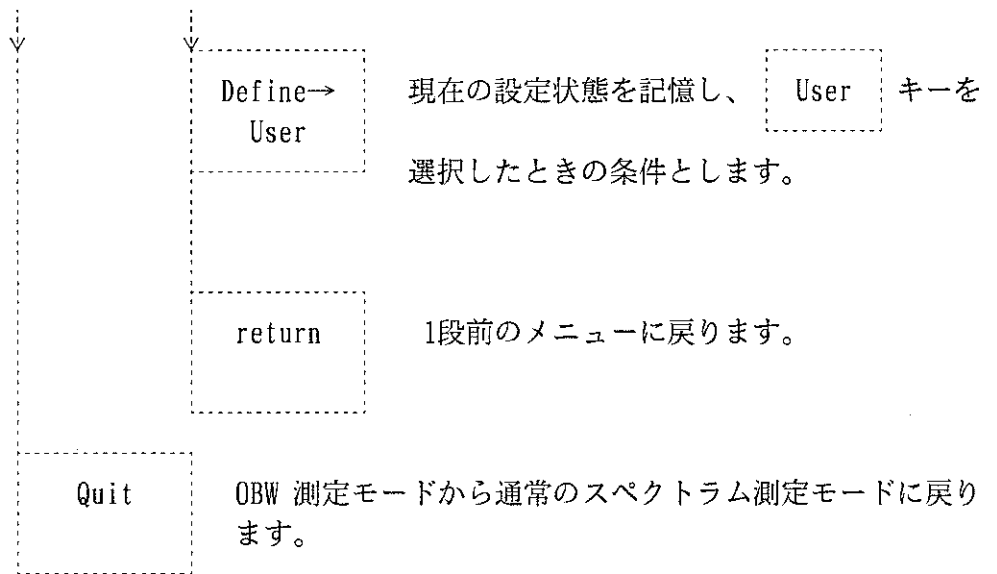 Define→ 現在の設定状態を記憶し、 User キーを
User
選択したときの条件とします。
return 1段前のメニューに戻ります。
Quit OBW 測定モードから通常のスペクトラム測定モードに戻り
ます。